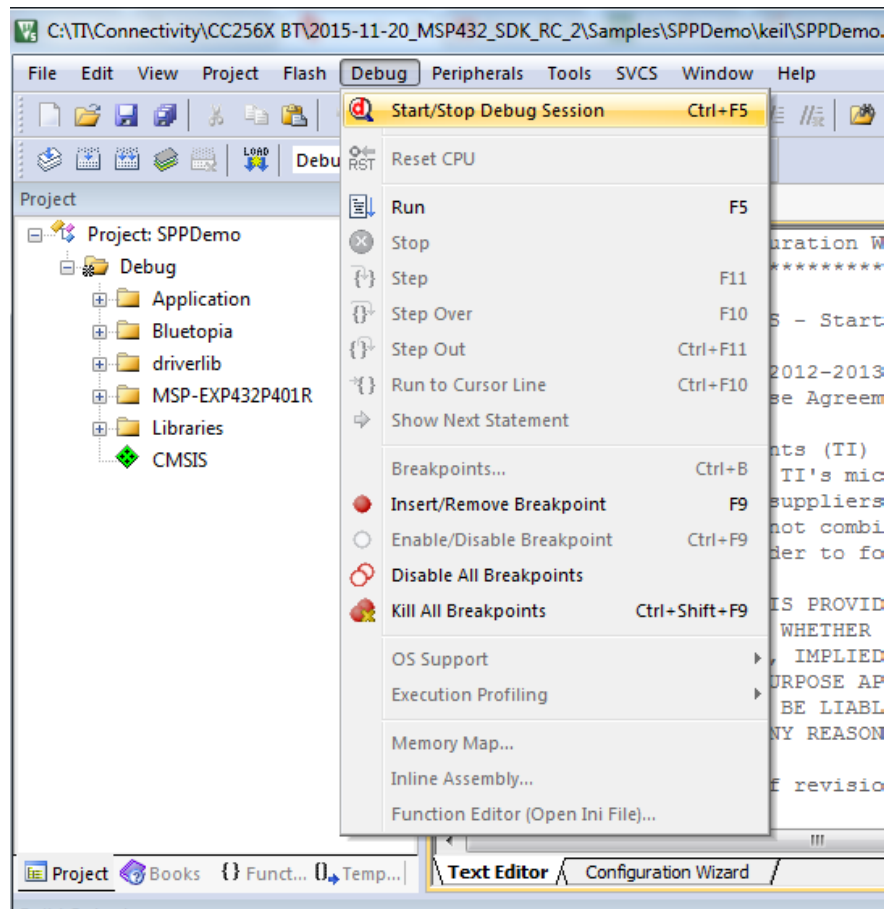 C:\TI\Connectivity\CC256X BT\2015-11-20_MSP432_SDK_RC_2\Samples\SPPDemo\keil\SPPDemo.
File Edit View Project Flash Debug Peripherals Tools SVCS Window Help
Start/Stop Debug Session Ctrl+F5
LOAD Debu
RST Reset CPU
Project
Run F5
Project: SPPDemo
Stop
uration W
Debug
*********
Step F11
Application
Step Over F10
S - Start
Bluetopia
Step Out Ctrl+F11
driverlib
2012-2013
Run to Cursor Line Ctrl+F10
MSP-EXP432P401R
se Agreem
Show Next Statement
Libraries
nts (TI)
CMSIS
Breakpoints... Ctrl+B
TI's mic
Insert/Remove Breakpoint F9
suppliers
Enable/Disable Breakpoint Ctrl+F9
not combi
der to fo
Disable All Breakpoints
Kill All Breakpoints Ctrl+Shift+F9
IS PROVID
WHETHER
OS Support
, IMPLIED
Execution Profiling
URPOSE AP
BE LIABL
Memory Map...
NY REASON
Inline Assembly...
f revisio
Function Editor (Open Ini File)...
Project Books {} Funct... 0 Temp...
Text Editor Configuration Wizard